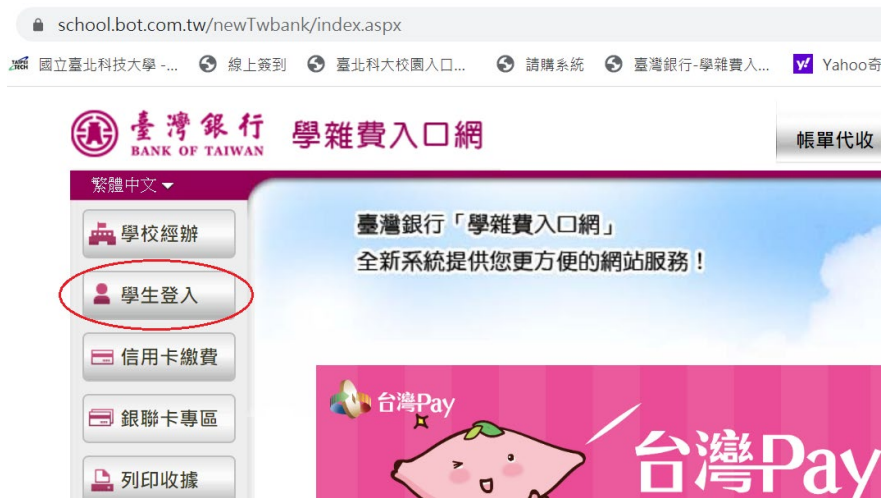 school.bot.com.tw/newTwbank/index.aspx
國立臺北科技大學 -... 線上簽到 臺北科大校園入口... 請購系統 臺灣銀行-學雜費入... Yahoo奇
臺灣銀行 學雜費入口網
BANK OF TAIWAN
帳單代收
繁體中文
學校經辦
學生登入
信用卡繳費
銀聯卡專區
列印收據
臺灣銀行「學雜費入口網」
全新系統提供您更方便的網站服務！
台灣Pay
台灣Pay